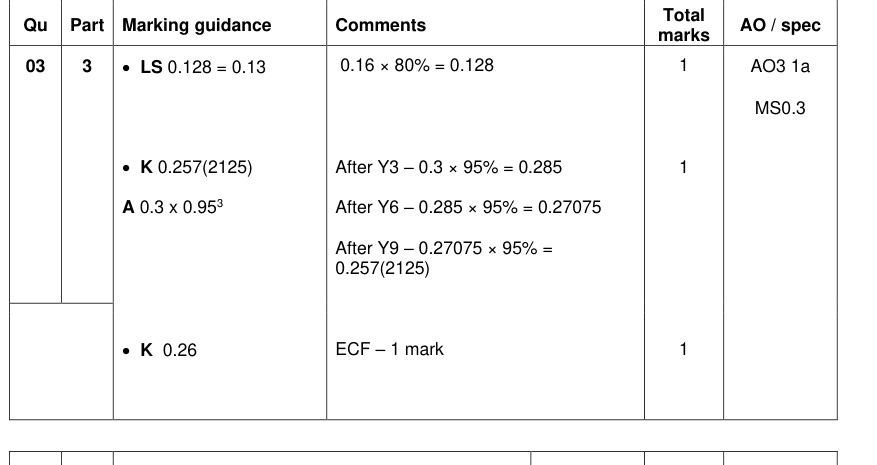 Qu Part Marking guidance Comments Total marks AO / spec
03 3 • LS 0.128 = 0.13 0.16 × 80% = 0.128 1 AO3 1a
MS0.3
• K 0.257(2125) After Y3 – 0.3 × 95% = 0.285 1
A 0.3 x 0.95³ After Y6 – 0.285 × 95% = 0.27075
After Y9 – 0.27075 × 95% =
0.257(2125)
• K 0.26 ECF – 1 mark 1